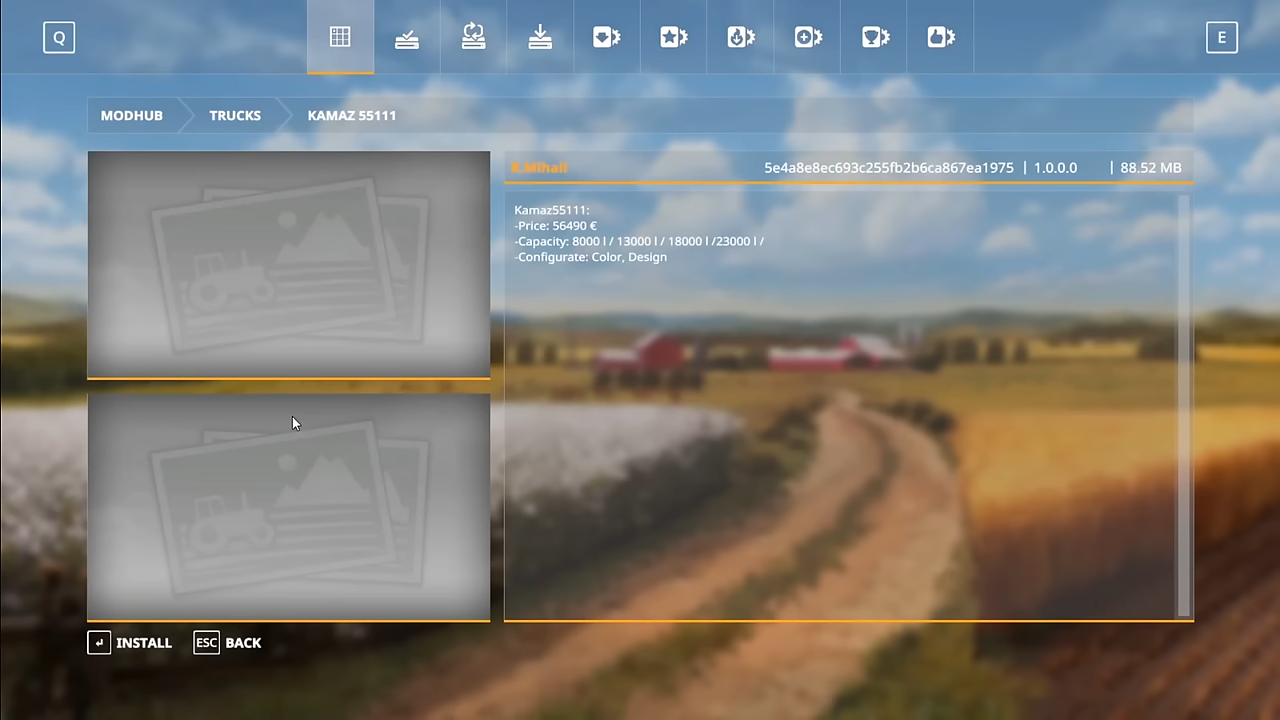 Q
E
MODHUB
TRUCKS
KAMAZ 55111
K.Mihail
5e4a8e8ec693c255fb2b6ca867ea1975 | 1.0.0.0 | 88.52 MB
Kamaz55111:
-Price: 56490 €
-Capacity: 8000 l / 13000 l / 18000 l /23000 l /
-Configurate: Color, Design
INSTALL
ESC BACK